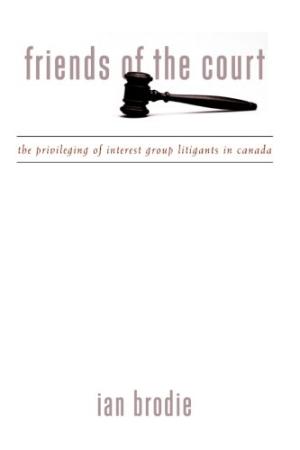 friends of the court
the privileging of interest group litigants in canada
ian brodie